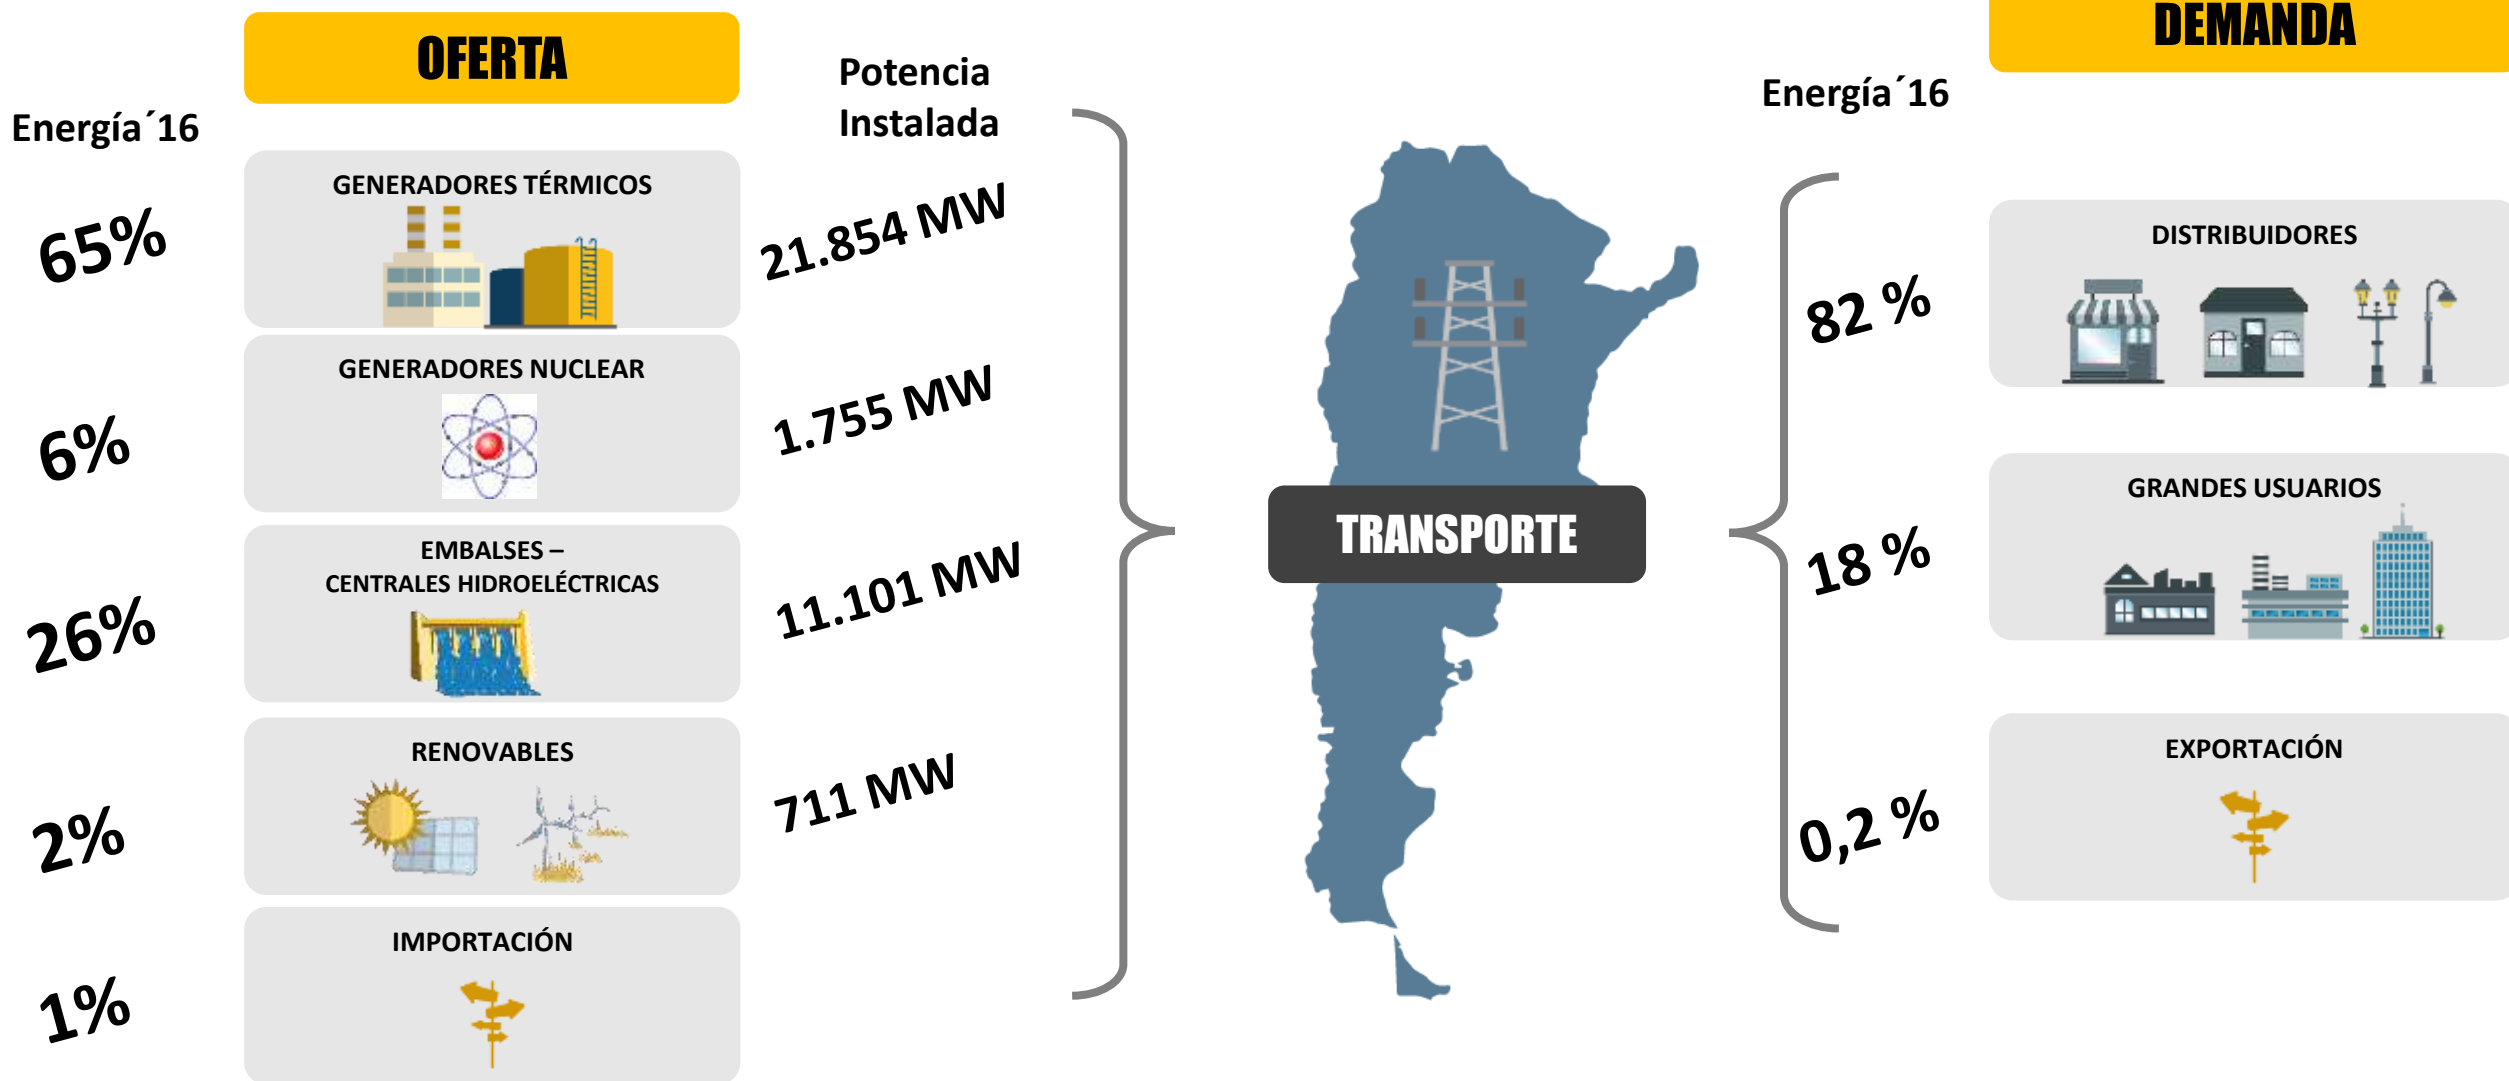 OFERTA
Energía´16
Potencia
Instalada
65%
GENERADORES TÉRMICOS
21.854 MW
6%
GENERADORES NUCLEAR
1.755 MW
26%
EMBALSES –
CENTRALES HIDROELÉCTRICAS
11.101 MW
2%
RENOVABLES
711 MW
1%
IMPORTACIÓN
TRANSPORTE
DEMANDA
Energía´16
82 %
DISTRIBUIDORES
18 %
GRANDES USUARIOS
0,2 %
EXPORTACIÓN